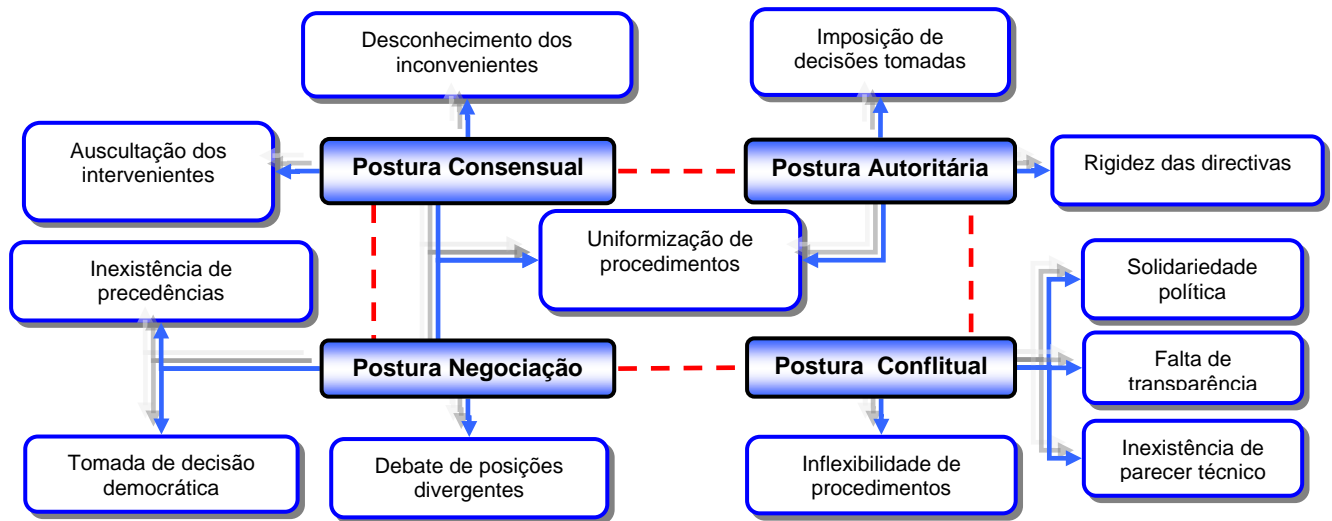 Desconhecimento dos
inconvenientes
Imposição de
decisões tomadas
Auscultação dos
intervenientes
Postura Consensual
Postura Autoritária
Rigidez das directivas
Uniformização de
procedimentos
Inexistência de
precedências
Solidariedade
política
Postura Negociação
Postura Conflitual
Falta de
transparência
Tomada de decisão
democrática
Debate de posições
divergentes
Inflexibilidade de
procedimentos
Inexistência de
parecer técnico